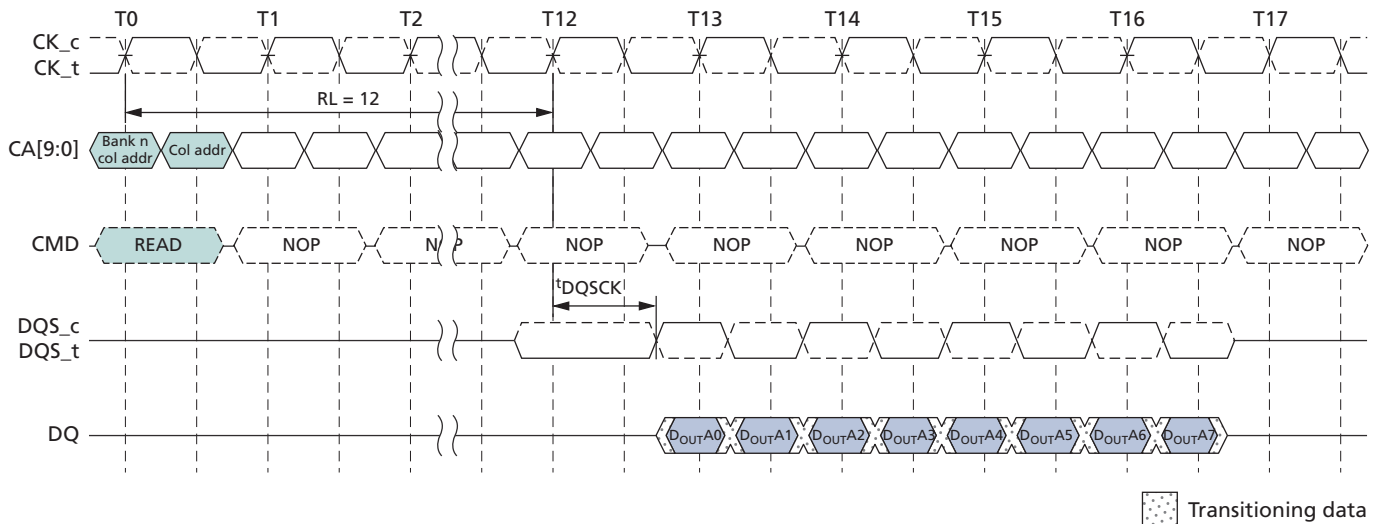 T0 T1 T2 T12 T13 T14 T15 T16 T17
CK_c
CK_t
RL = 12
CA[9:0] Bank n col addr Col addr
CMD READ NOP NOP NOP NOP NOP NOP NOP NOP
tDQSCK
DQS_c
DQS_t
DQ DOUTA0 DOUTA1 DOUTA2 DOUTA3 DOUTA4 DOUTA5 DOUTA6 DOUTA7
Transitioning data